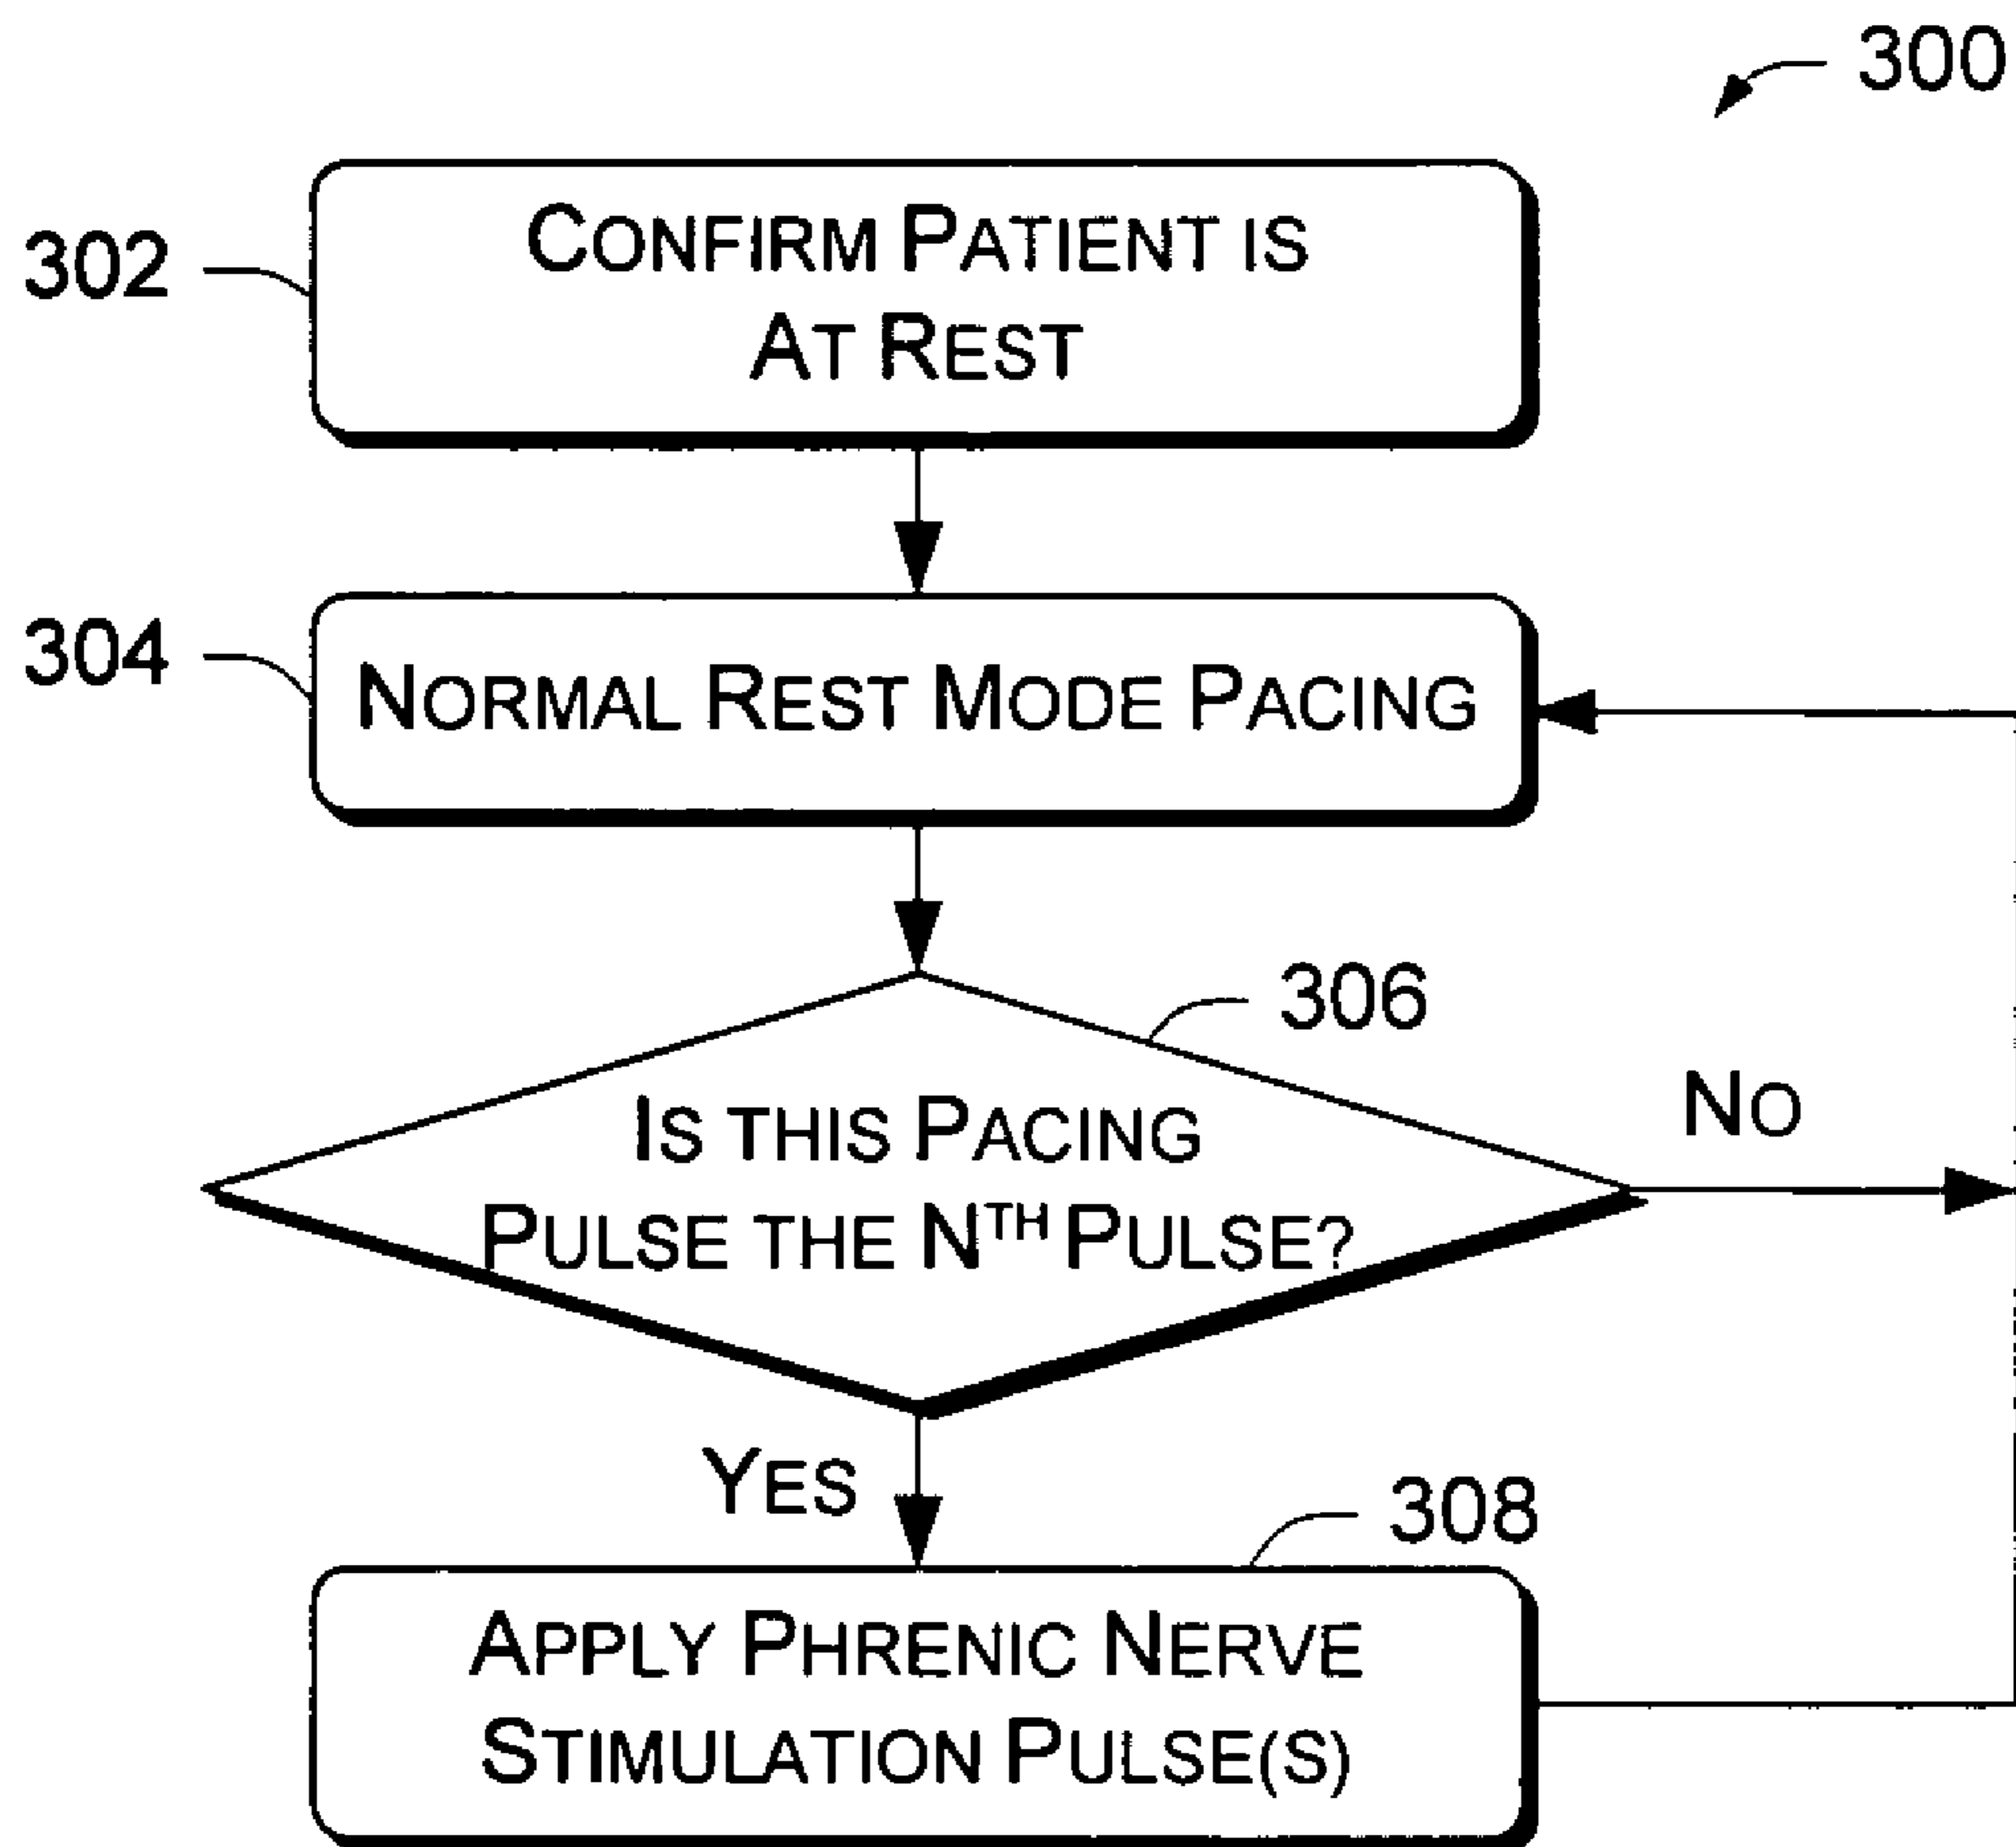 300
302
CONFIRM PATIENT IS
AT REST
304
NORMAL REST MODE PACING
306
IS THIS PACING
PULSE THE NTH PULSE?
NO
YES
308
APPLY PHRENIC NERVE
STIMULATION PULSE(S)